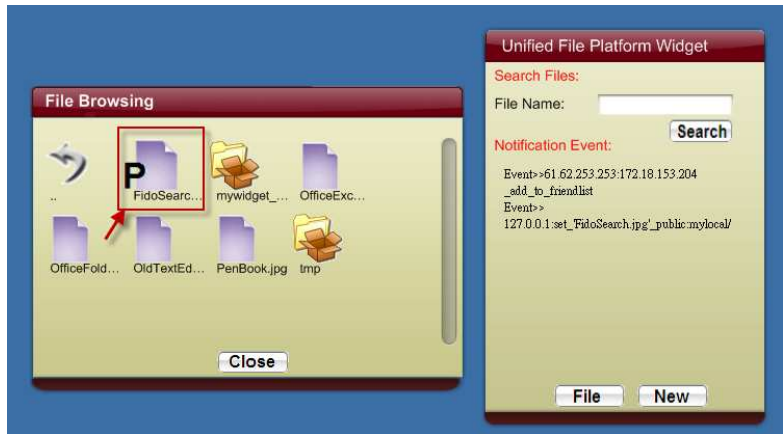 File Browsing
P
..
FidoSearc...
mywidget_...
OfficeExc...
OfficeFold...
OldTextEd...
PenBook.jpg
tmp
Close
Unified File Platform Widget
Search Files:
File Name:
Search
Notification Event:
Event>>61.62.253.253:172.18.153.204
_add_to_friendlist
Event>>
127.0.0.1:set_'FidoSearch.jpg'_public:mylocal/
File
New